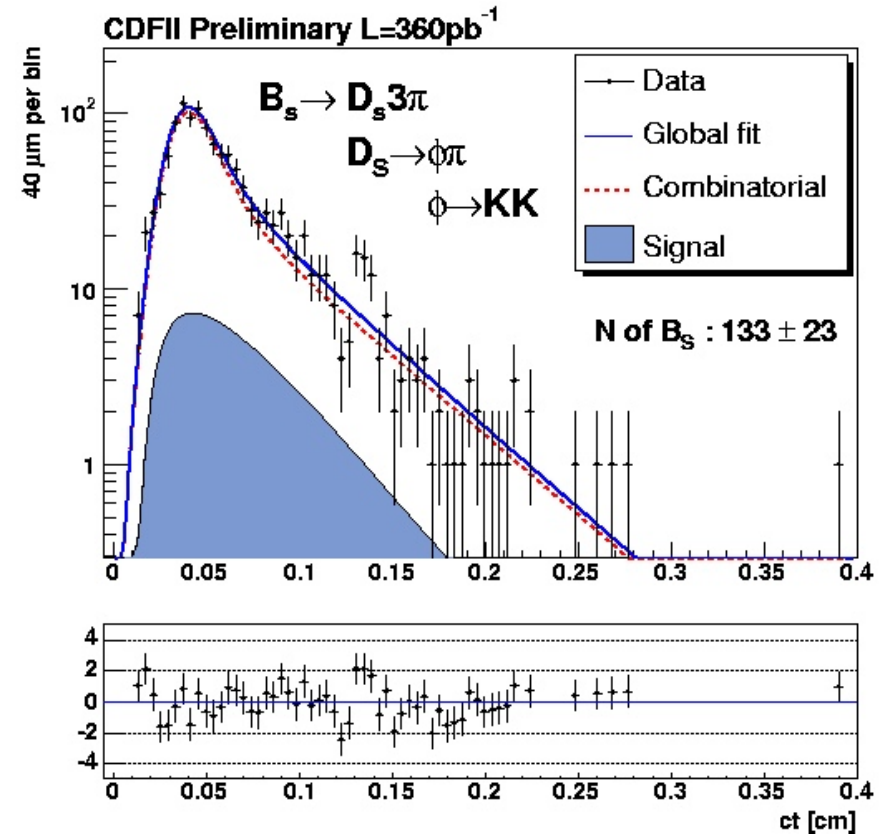 CDFII Preliminary L=360pb⁻¹
40 μm per bin
10²
10
1
Bₛ → Dₛ3π
D_S→ϕπ
ϕ→KK
Data
Global fit
Combinatorial
Signal
N of B_S : 133 ± 23
0 0.05 0.1 0.15 0.2 0.25 0.3 0.35 0.4
4
2
0
-2
-4
0 0.05 0.1 0.15 0.2 0.25 0.3 0.35 0.4
ct [cm]